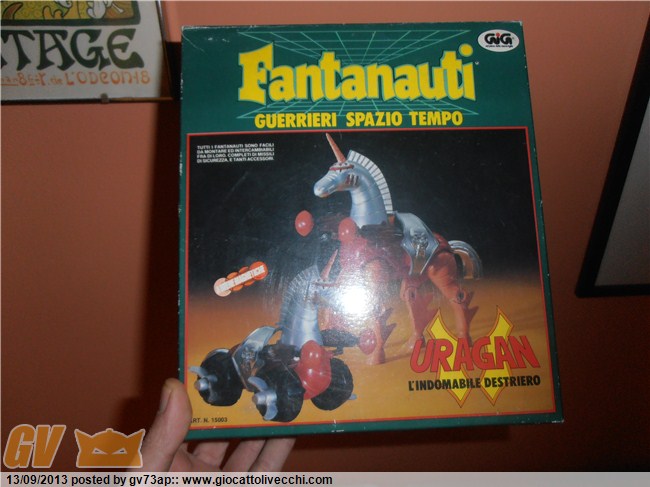 TAGE
L'ODEONIS
GiG
Fantanauti
GUERRIERI SPAZIO TEMPO
TUTTI I FANTANAUTI SONO FACILI
DA MONTARE ED INTERCAMBIABILI
FRA DI LORO, COMPLETI DI MISSILI
DI SICUREZZA, E TANTI ACCESSORI.
URAGAN
L'INDOMABILE DESTRIERO
ART. N. 15003
GV
13/09/2013 posted by gv73ap:: www.giocattolivecchi.com